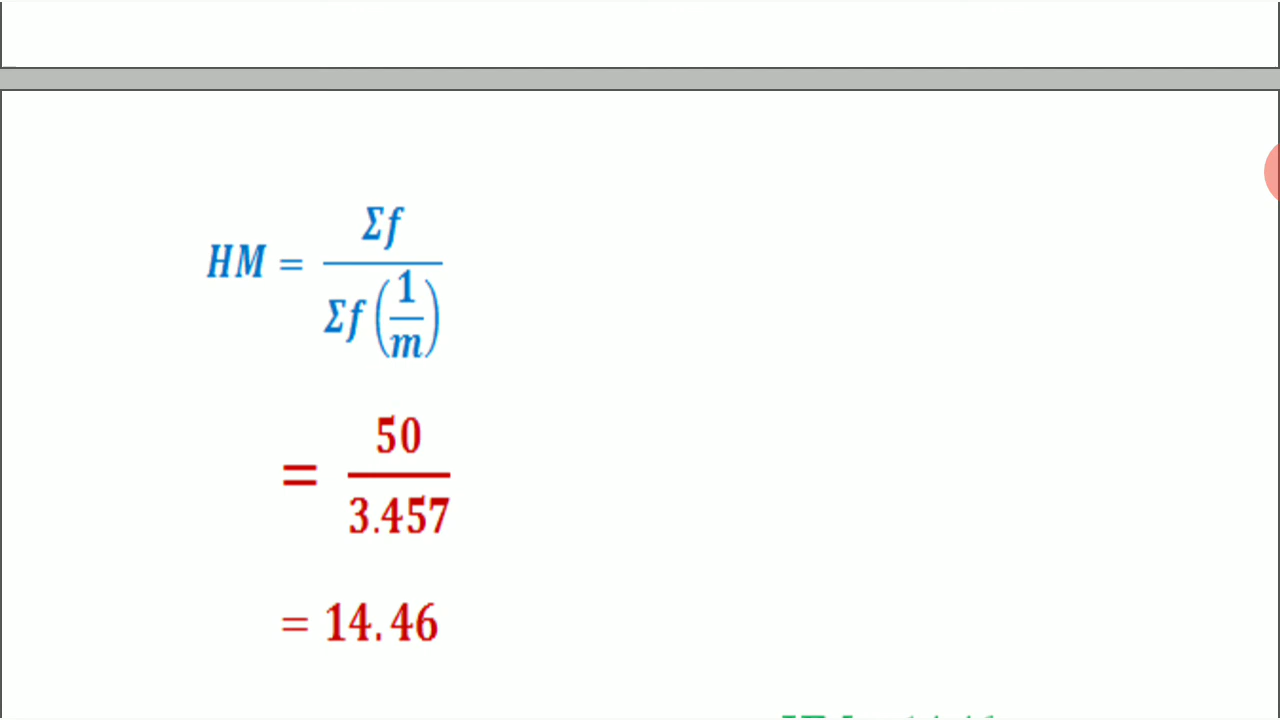 HM = Σf / Σf(1/m)
= 50 / 3.457
= 14.46